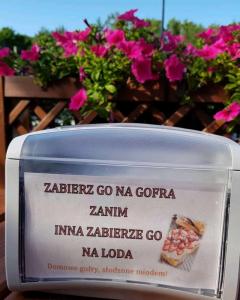 ZABIERZ GO NA GOFRA
ZANIM
INNA ZABIERZE GO
NA LODA
Domowe gofry, słodzone miodem!